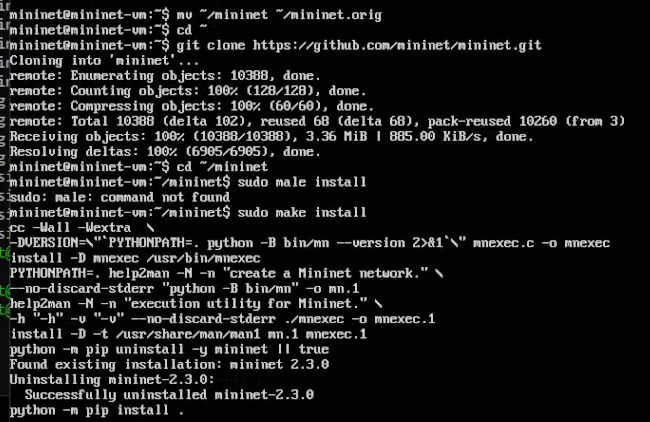 mininet@mininet-vm:~$ mv ~/mininet ~/mininet.orig
mininet@mininet-vm:~$ cd ~
mininet@mininet-vm:~$ git clone https://github.com/mininet/mininet.git
Cloning into 'mininet'...
remote: Enumerating objects: 10388, done.
remote: Counting objects: 100% (128/128), done.
remote: Compressing objects: 100% (60/60), done.
remote: Total 10388 (delta 102), reused 68 (delta 68), pack-reused 10260 (from 3)
Receiving objects: 100% (10388/10388), 3.36 MiB | 885.00 KiB/s, done.
Resolving deltas: 100% (6905/6905), done.
mininet@mininet-vm:~$ cd ~/mininet
mininet@mininet-vm:~/mininet$ sudo male install
sudo: male: command not found
mininet@mininet-vm:~/mininet$ sudo make install
cc -Wall -Wextra  \
-DVERSION=\"`PYTHONPATH=. python -B bin/mn --version 2>&1`\" mnexec.c -o mnexec
install -D mnexec /usr/bin/mnexec
PYTHONPATH=. help2man -N -n "create a Mininet network." \
--no-discard-stderr "python -B bin/mn" -o mn.1
help2man -N -n "execution utility for Mininet." \
-h "-h" -v "-v" --no-discard-stderr ./mnexec -o mnexec.1
install -D -t /usr/share/man/man1 mn.1 mnexec.1
python -m pip uninstall -y mininet || true
Found existing installation: mininet 2.3.0
Uninstalling mininet-2.3.0:
  Successfully uninstalled mininet-2.3.0
python -m pip install .